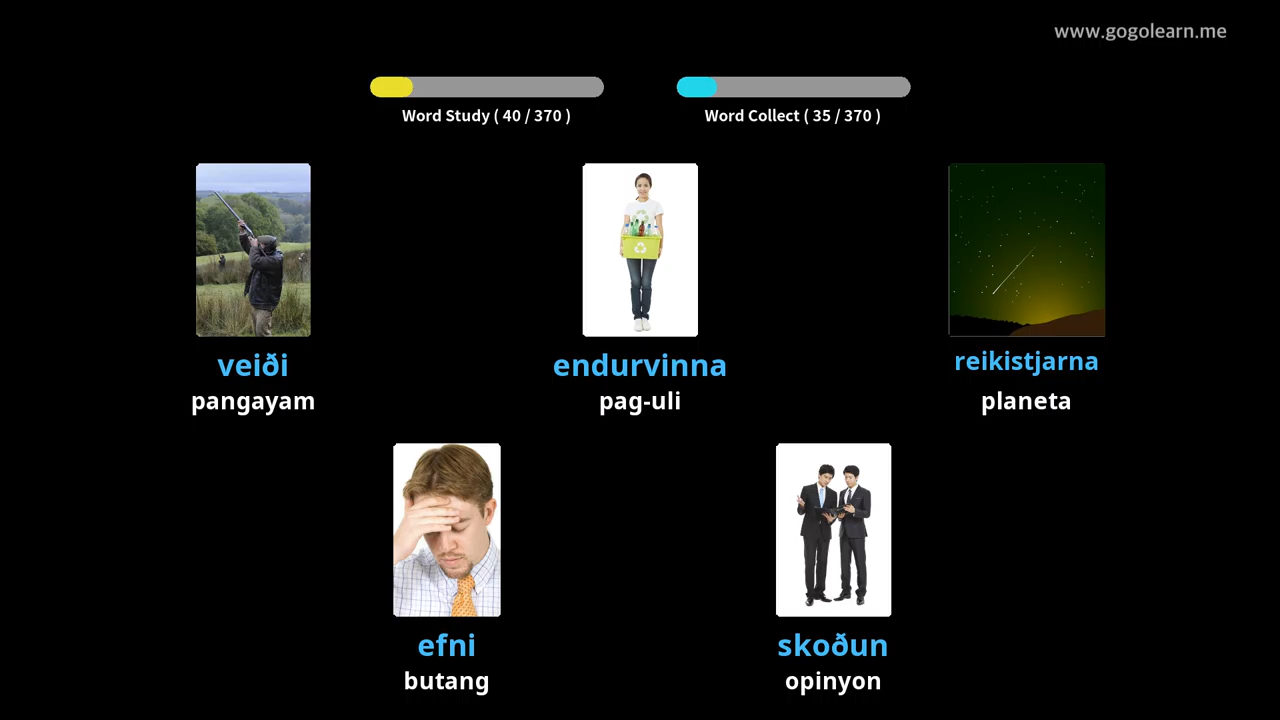 www.gogolearn.me
Word Study ( 40 / 370 )
Word Collect ( 35 / 370 )
veiði
pangayam
endurvinna
pag-uli
reikistjarna
planeta
efni
butang
skoðun
opinyon